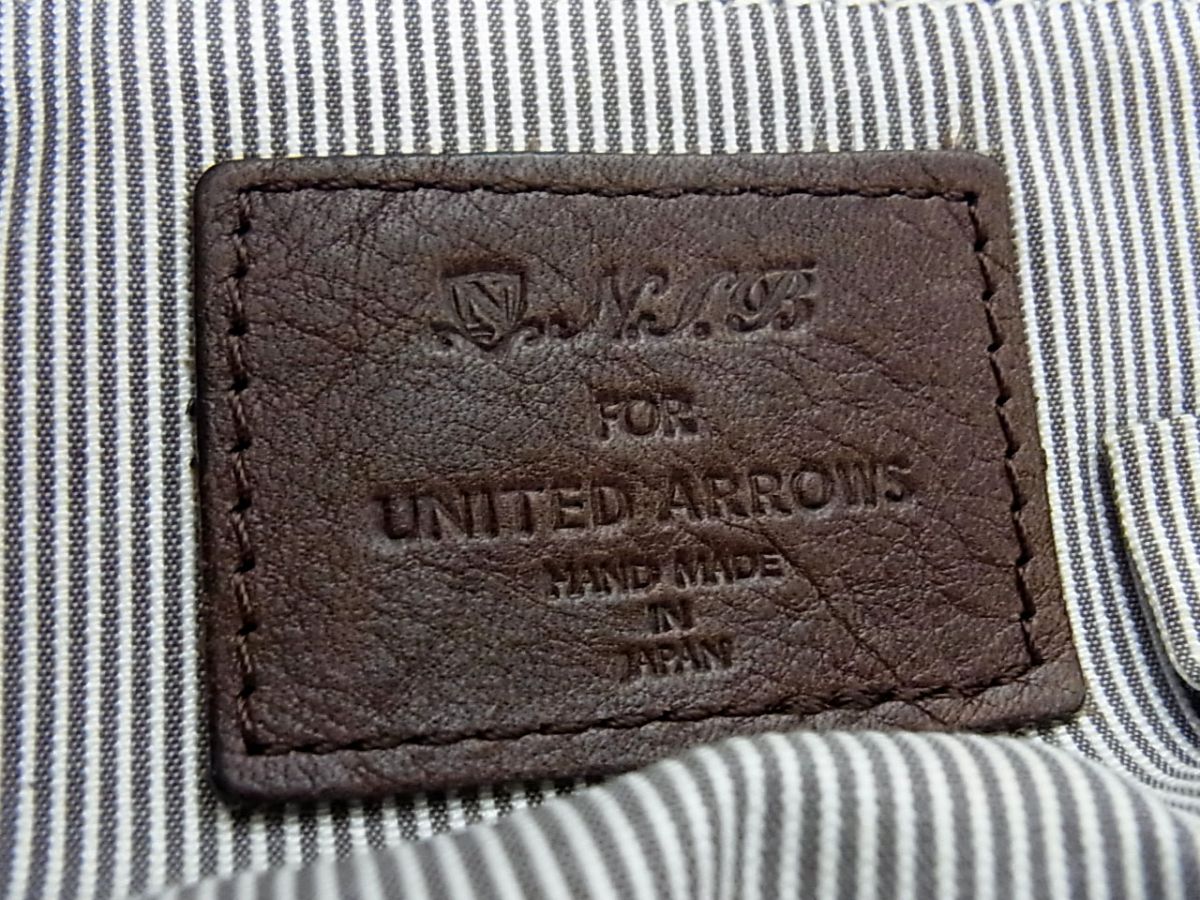 N N.I.B
FOR
UNITED ARROWS
HAND MADE
IN
JAPAN